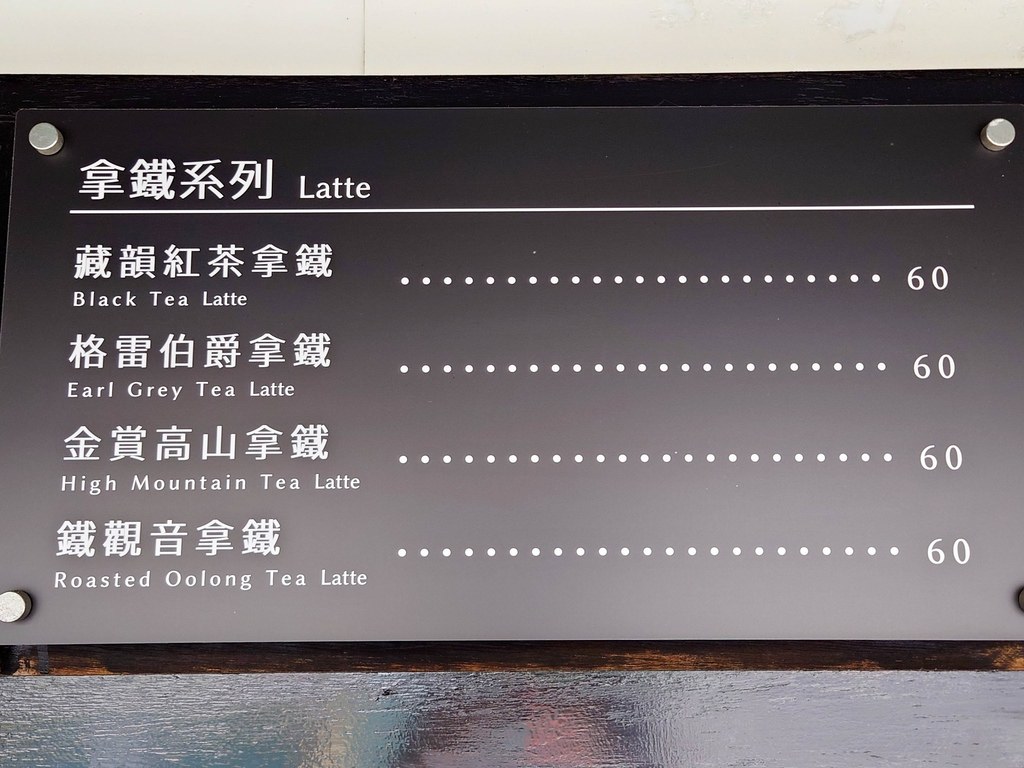 拿鐵系列 Latte
藏韻紅茶拿鐵 ...................... 60
Black Tea Latte
格雷伯爵拿鐵 ...................... 60
Earl Grey Tea Latte
金賞高山拿鐵 ...................... 60
High Mountain Tea Latte
鐵觀音拿鐵 ...................... 60
Roasted Oolong Tea Latte